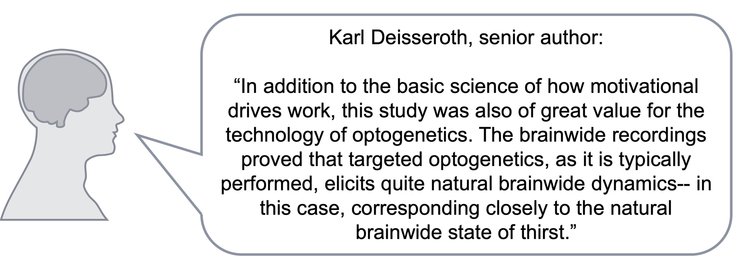 Karl Deisseroth, senior author:
“In addition to the basic science of how motivational
drives work, this study was also of great value for the
technology of optogenetics. The brainwide recordings
proved that targeted optogenetics, as it is typically
performed, elicits quite natural brainwide dynamics-- in
this case, corresponding closely to the natural
brainwide state of thirst.”